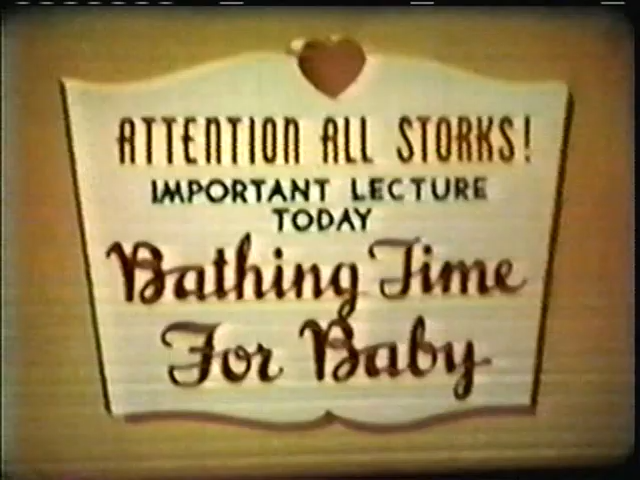 ATTENTION ALL STORKS!
IMPORTANT LECTURE
TODAY
Bathing Time
For Baby